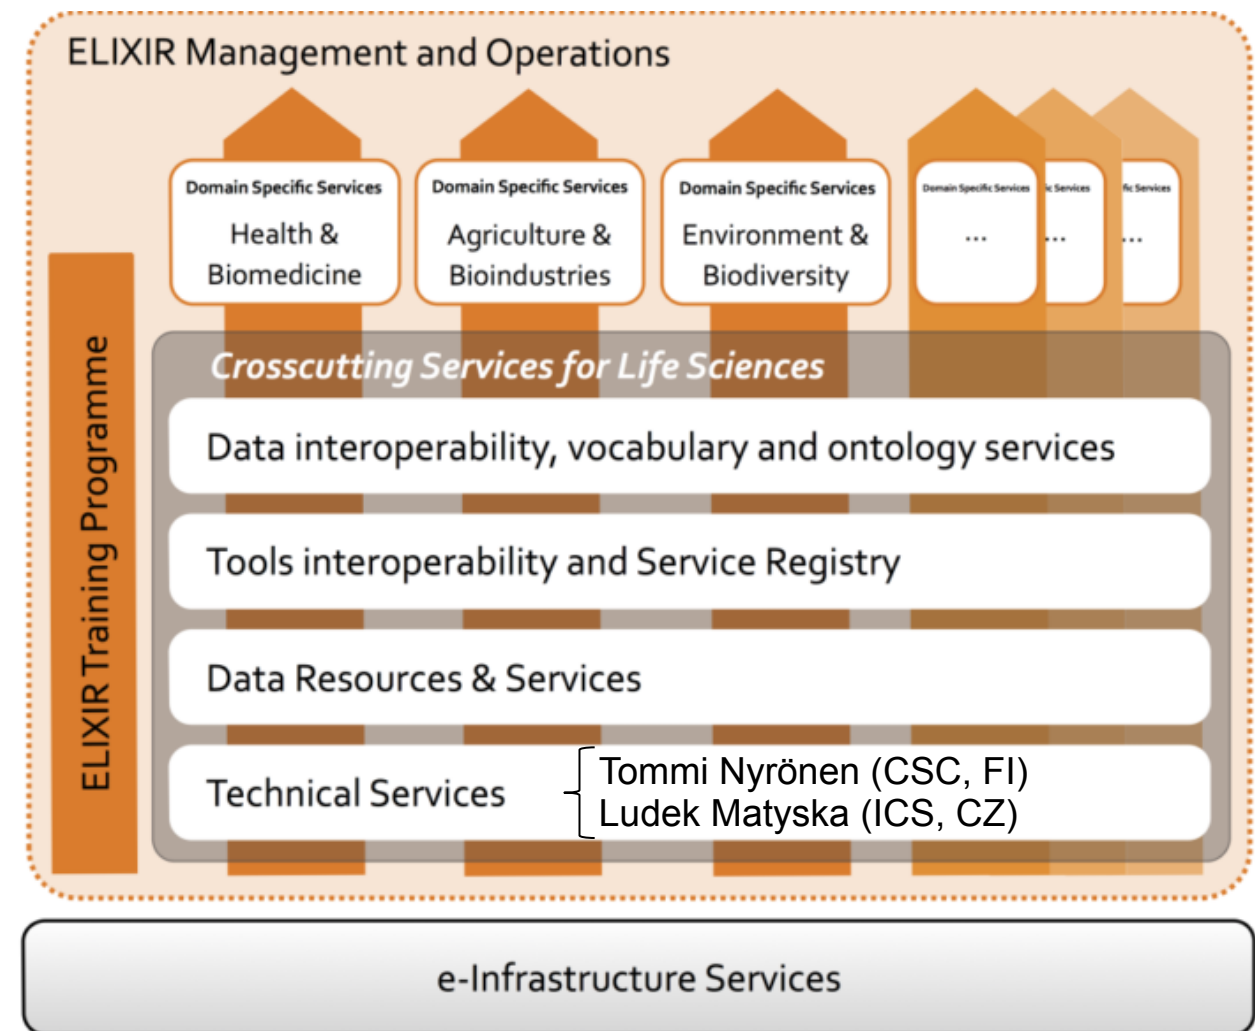 ELIXIR Management and Operations
Domain Specific Services
Health &
Biomedicine
Domain Specific Services
Agriculture &
Bioindustries
Domain Specific Services
Environment &
Biodiversity
Domain Specific Services
...
Services
...
Services
...
ELIXIR Training Programme
Crosscutting Services for Life Sciences
Data interoperability, vocabulary and ontology services
Tools interoperability and Service Registry
Data Resources & Services
Technical Services
Tommi Nyrönen (CSC, FI)
Ludek Matyska (ICS, CZ)
e-Infrastructure Services